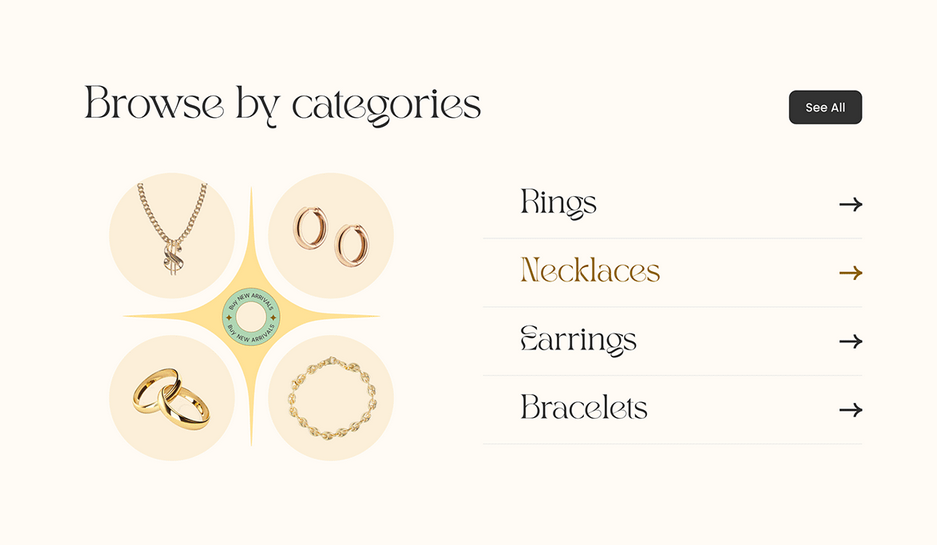 Browse by categories
See All
Buy NEW ARRIVALS
Buy NEW ARRIVALS
Rings
Necklaces
Earrings
Bracelets